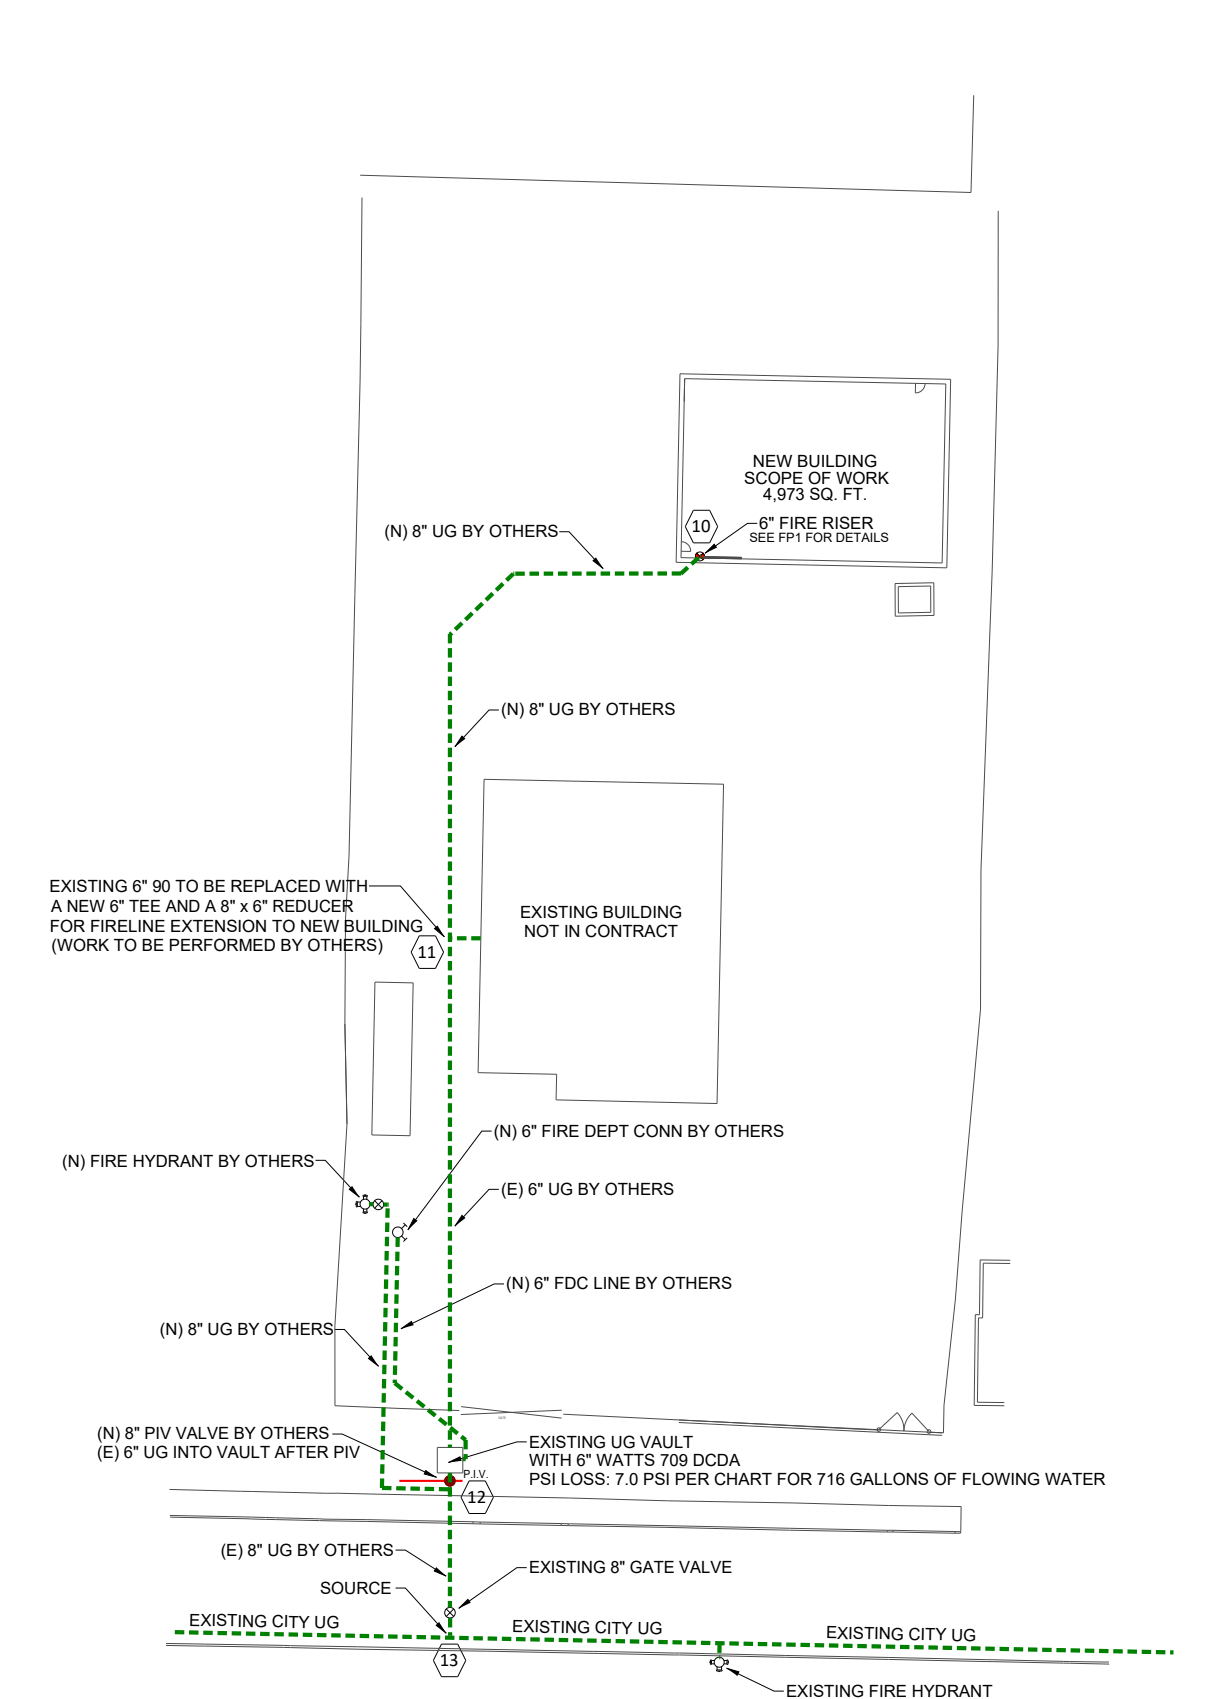 NEW BUILDING
SCOPE OF WORK
4,973 SQ. FT.
10
6" FIRE RISER
SEE FP1 FOR DETAILS
(N) 8" UG BY OTHERS
(N) 8" UG BY OTHERS
EXISTING 6" 90 TO BE REPLACED WITH
A NEW 6" TEE AND A 8" x 6" REDUCER
FOR FIRELINE EXTENSION TO NEW BUILDING
(WORK TO BE PERFORMED BY OTHERS)
11
EXISTING BUILDING
NOT IN CONTRACT
(N) 6" FIRE DEPT CONN BY OTHERS
(N) FIRE HYDRANT BY OTHERS
(E) 6" UG BY OTHERS
(N) 6" FDC LINE BY OTHERS
(N) 8" UG BY OTHERS
(N) 8" PIV VALVE BY OTHERS
(E) 6" UG INTO VAULT AFTER PIV
EXISTING UG VAULT
WITH 6" WATTS 709 DCDA
PSI LOSS: 7.0 PSI PER CHART FOR 716 GALLONS OF FLOWING WATER
P.I.V.
12
(E) 8" UG BY OTHERS
EXISTING 8" GATE VALVE
SOURCE
EXISTING CITY UG
EXISTING CITY UG
EXISTING CITY UG
13
EXISTING FIRE HYDRANT